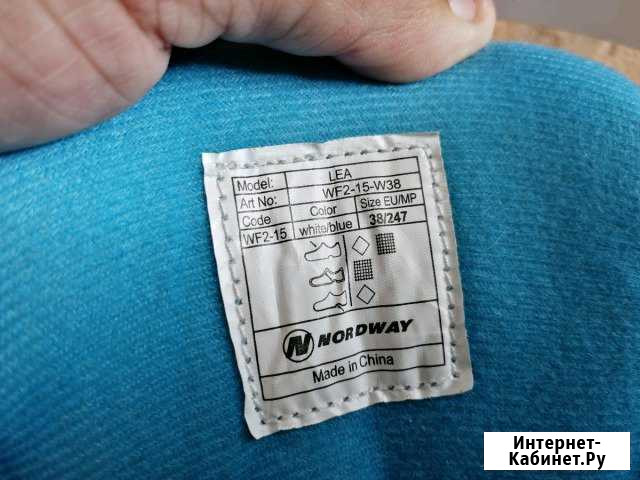 Model: LEA
Art No: WF2-15-W38
Code Color Size EU/MP
WF2-15 white/blue 38/247
N NORDWAY
Made in China
Интернет-
Кабинет.Ру